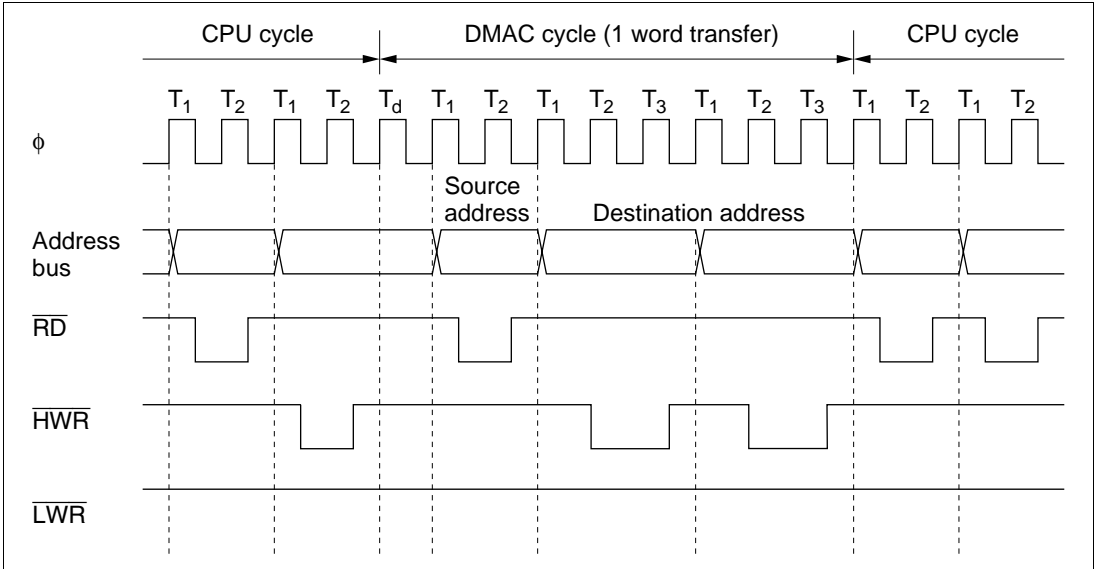 CPU cycle DMAC cycle (1 word transfer) CPU cycle
T1 T2 T1 T2 Td T1 T2 T1 T2 T3 T1 T2 T3 T1 T2 T1 T2
ϕ
Source
address Destination address
Address
bus
RD
HWR
LWR